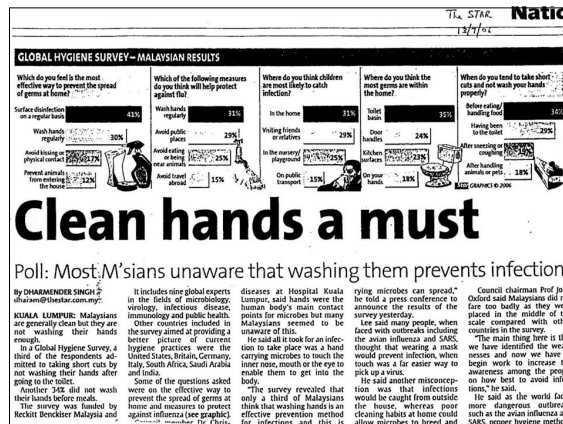 The STAR
Natio
13/7/06
GLOBAL HYGIENE SURVEY—MALAYSIAN RESULTS
Which do you feel is the most
effective way to prevent the spread
of germs at home?
Surface disinfection
on a regular basis 41%
Wash hands
regularly 30%
Avoid kissing or
physical contact 17%
Prevent animals
from entering
the house 12%
Which of the following measures
do you think will help protect
against flu?
Wash hands
regularly 31%
Avoid public
places 29%
Avoid eating
or being
near animals 25%
Avoid travel
abroad 15%
Where do you think children
are most likely to catch
infection?
In the home 31%
Visiting friends
or relatives 29%
In the nursery/
playground 25%
On public
transport 15%
Where do you think the
most germs are within
the home?
Toilet
basin 35%
Door
handles 24%
Kitchen
surfaces 23%
On your
hands 18%
When do you tend to take short
cuts and not wash your hands
properly?
Before eating/
handling food 34%
Having been
to the toilet 29%
After sneezing or
coughing
After handling
animals or pets 18%
Star GRAPHICS © 2006
Clean hands a must
Poll: Most M'sians unaware that washing them prevents infection
By DHARMENDER SINGH
dharam@thestar.com.my
KUALA LUMPUR: Malaysians
are generally clean but they are
not washing their hands
enough.
In a Global Hygiene Survey, a
third of the respondents ad-
mitted to taking short cuts by
not washing their hands after
going to the toilet.
Another 34% did not wash
their hands before meals.
The survey was funded by
Reckitt Benckiser Malaysia and
It includes nine global experts
in the fields of microbiology,
virology, infectious disease,
immunology and public health.
Other countries included in
the survey aimed at providing a
better picture of current
hygiene practices were the
United States, Britain, Germany,
Italy, South Africa, Saudi Arabia
and India.
Some of the questions asked
were on the effective way to
prevent the spread of germs at
home and measures to protect
against influenza (see graphic).
Council member Dr Chris-
diseases at Hospital Kuala
Lumpur, said hands were the
human body's main contact
points for microbes but many
Malaysians seemed to be
unaware of this.
He said all it took for an infec-
tion to take place was a hand
carrying microbes to touch the
inner nose, mouth or the eye to
enable them to get into the
body.
"The survey revealed that
only a third of Malaysians
think that washing hands is an
effective prevention method
for infections and this is
rying microbes can spread,"
he told a press conference to
announce the results of the
survey yesterday.
Lee said many people, when
faced with outbreaks including
the avian influenza and SARS,
thought that wearing a mask
would prevent infection, when
touch was a far easier way to
pick up a virus.
He said another misconcep-
tion was that infections
would be caught from outside
the house, whereas poor
cleaning habits at home could
allow microbes to breed and
Council chairman Prof Jo
Oxford said Malaysians did n
fare too badly as they we
placed in the middle of t
scale compared with oth
countries in the survey.
"The main thing here is th
we have identified the wea
nesses and now we have
begin work to increase t
awareness among the peop
on how best to avoid infe
tions," he said.
He said as the world fac
more dangerous outbrea
such as the avian influenza a
SARS, proper hygiene metho